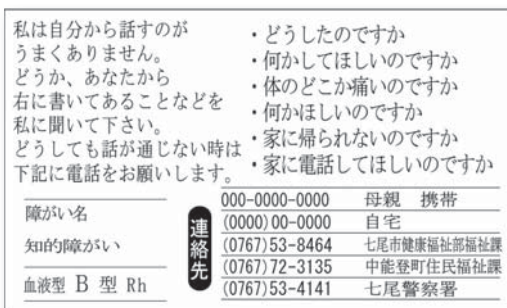 私は自分から話すのが
うまくありません。
どうか、あなたから
右に書いてあることなどを
私に聞いて下さい。
どうしても話が通じない時は
下記に電話をお願いします。
・どうしたのですか
・何かしてほしいのですか
・体のどこか痛いのですか
・何かほしいのですか
・家に帰られないのですか
・家に電話してほしいのですか
障がい名
知的障がい
血液型 B 型 Rh
連絡先
000-0000-0000 母親 携帯
(0000)00-0000 自宅
(0767)53-8464 七尾市健康福祉部福祉課
(0767)72-3135 中能登町住民福祉課
(0767)53-4141 七尾警察署